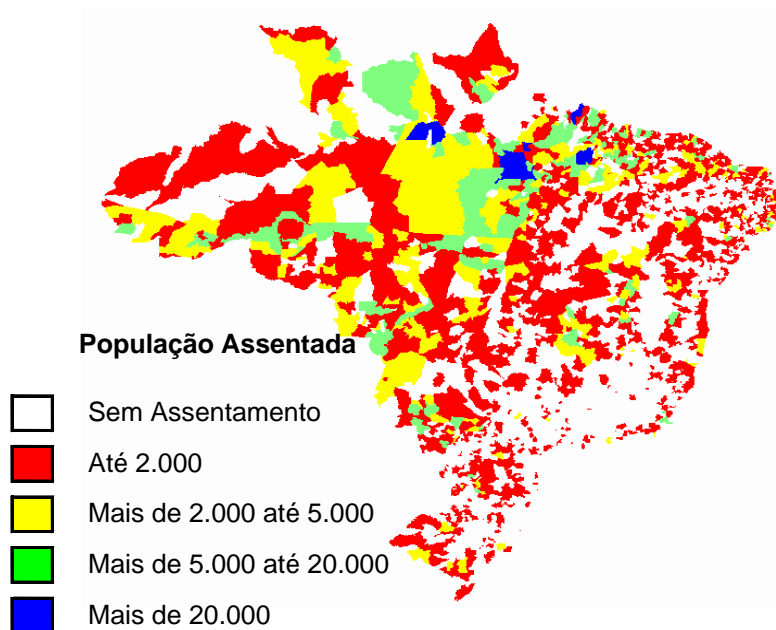 População Assentada
Sem Assentamento
Até 2.000
Mais de 2.000 até 5.000
Mais de 5.000 até 20.000
Mais de 20.000